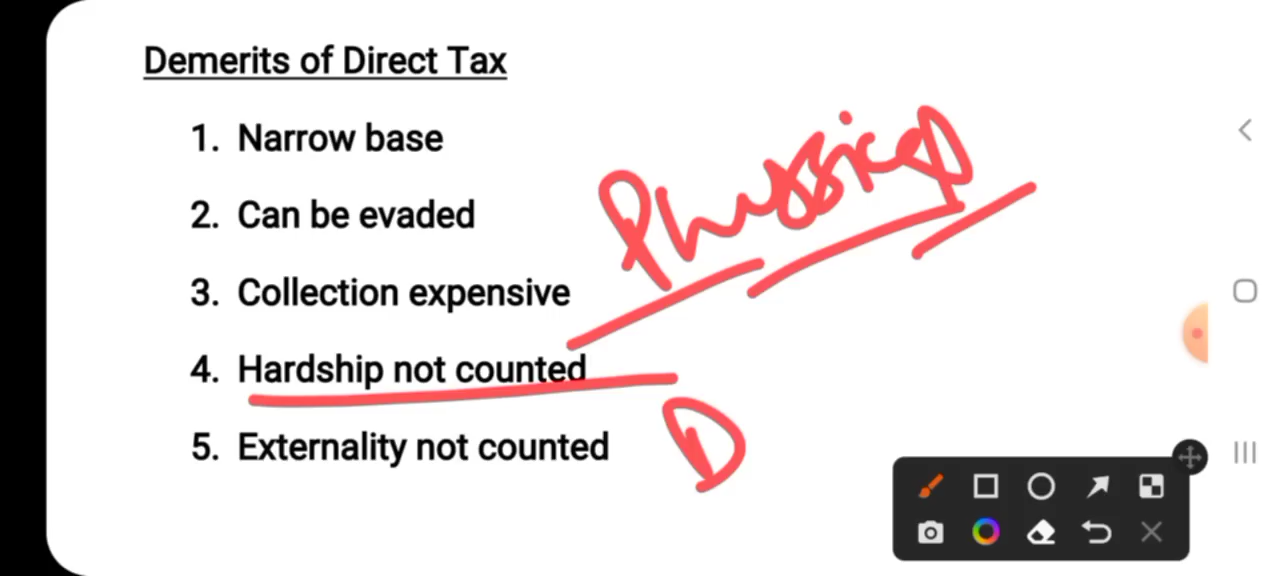 Demerits of Direct Tax
1. Narrow base
2. Can be evaded
3. Collection expensive
4. Hardship not counted
5. Externality not counted
D